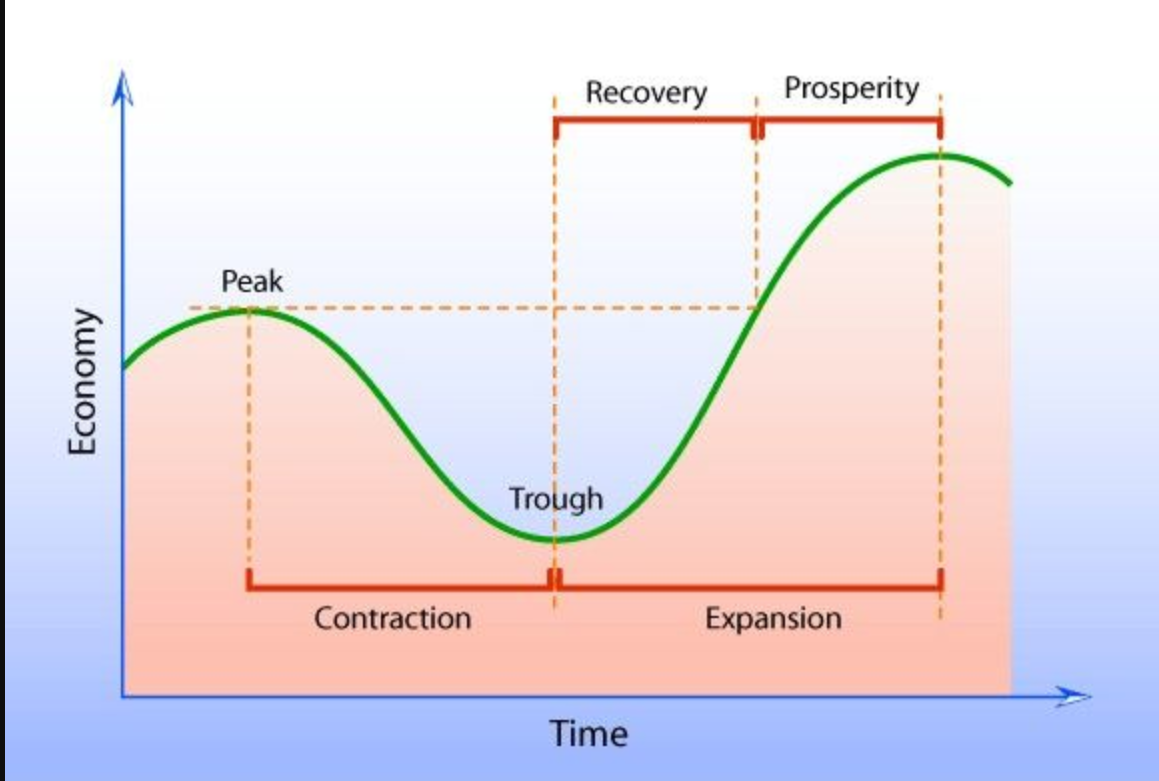 Recovery
Prosperity
Peak
Economy
Trough
Contraction
Expansion
Time